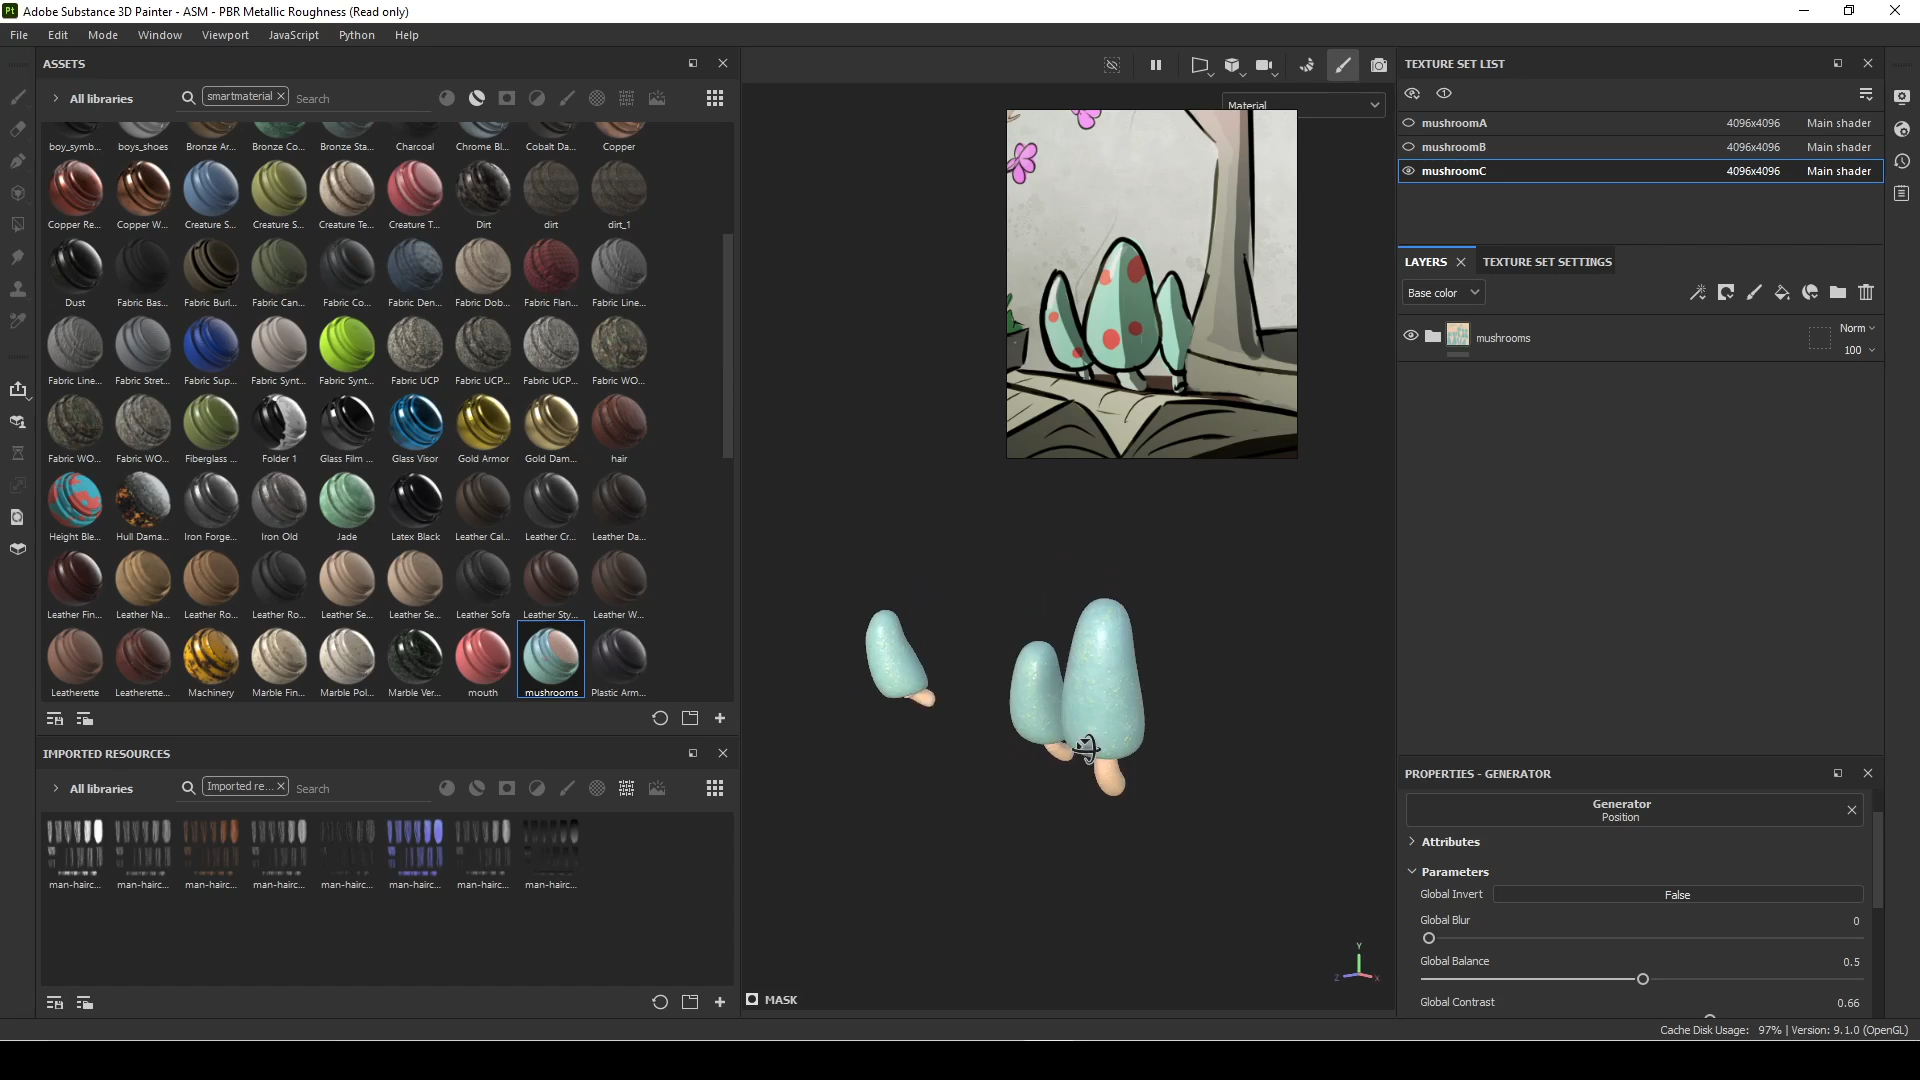 Pt Adobe Substance 3D Painter - ASM - PBR Metallic Roughness (Read only)
File Edit Mode Window Viewport JavaScript Python Help
ASSETS
All libraries smartmaterial Search
boy_symb... boys_shoes Bronze Ar... Bronze Co... Bronze Sta... Charcoal Chrome Bl... Cobalt Da... Copper
Copper Re... Copper W... Creature S... Creature S... Creature Te... Creature T... Dirt dirt dirt_1
Dust Fabric Bas... Fabric Burl... Fabric Can... Fabric Co... Fabric Den... Fabric Dob... Fabric Flan... Fabric Line...
Fabric Line... Fabric Stret... Fabric Sup... Fabric Synt... Fabric Synt... Fabric UCP Fabric UCP... Fabric UCP... Fabric WO...
Fabric WO... Fabric WO... Fiberglass ... Folder 1 Glass Film ... Glass Visor Gold Armor Gold Dam... hair
Height Ble... Hull Dama... Iron Forge... Iron Old Jade Latex Black Leather Cal... Leather Cr... Leather Da...
Leather Fin... Leather Na... Leather Ro... Leather Ro... Leather Se... Leather Se... Leather Sofa Leather Sty... Leather W...
Leatherette Leatherette... Machinery Marble Fin... Marble Pol... Marble Ver... mouth mushrooms Plastic Arm...
IMPORTED RESOURCES
All libraries Imported re... Search
man-hairc... man-hairc... man-hairc... man-hairc... man-hairc... man-hairc... man-hairc... man-hairc...
Material
Y
Z X
MASK
TEXTURE SET LIST
mushroomA 4096x4096 Main shader
mushroomB 4096x4096 Main shader
mushroomC 4096x4096 Main shader
LAYERS TEXTURE SET SETTINGS
Base color
mushrooms Norm
100
PROPERTIES - GENERATOR
Generator
Position
Attributes
Parameters
Global Invert False
Global Blur 0
Global Balance 0.5
Global Contrast 0.66
Cache Disk Usage: 97% | Version: 9.1.0 (OpenGL)